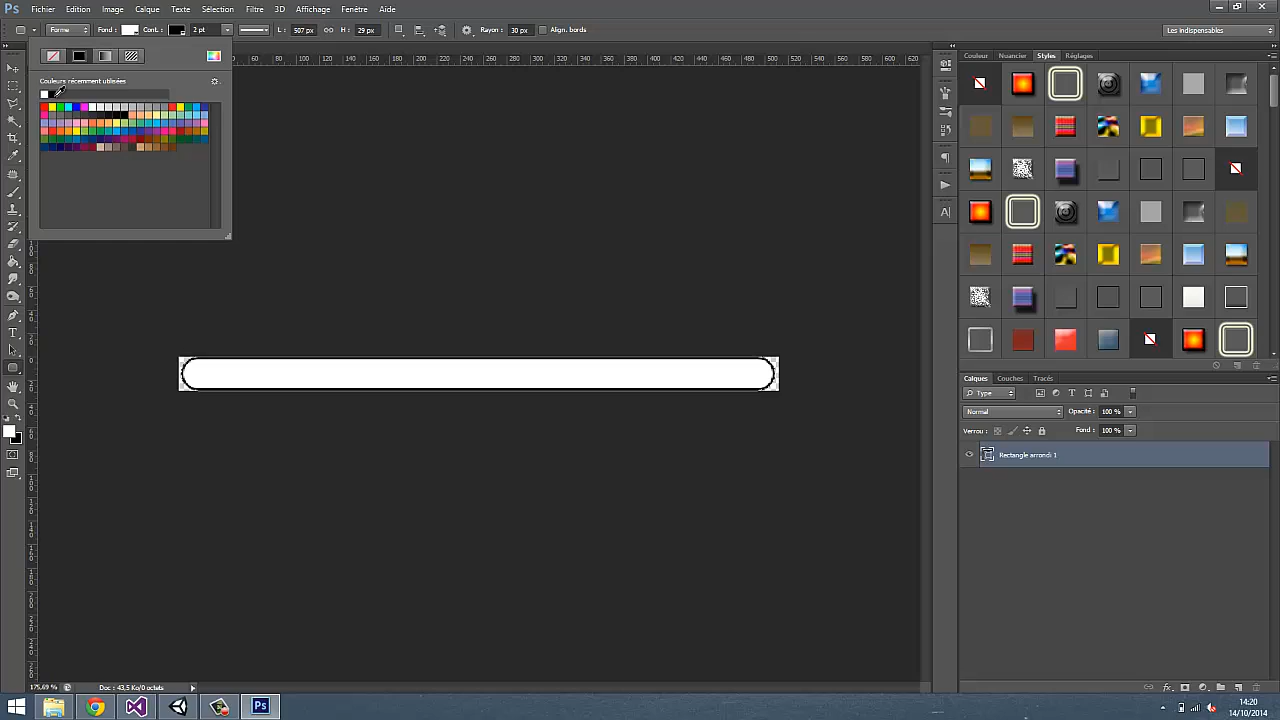 Ps Fichier Edition Image Calque Texte Sélection Filtre 3D Affichage Fenêtre Aide
Forme Fond : Cont. : 2 pt L : 507 px H : 29 px Rayon : 30 px Align. bords Les indispensables
Couleur Nuancier Styles Réglages
Couleurs récemment utilisées
Calques Couches Tracés
Type
Normal Opacité : 100 %
Verrou : Fond : 100 %
Rectangle arrondi 1
175,69 % Doc : 43,5 Ko/0 octets
Ps
14:20
14/10/2014